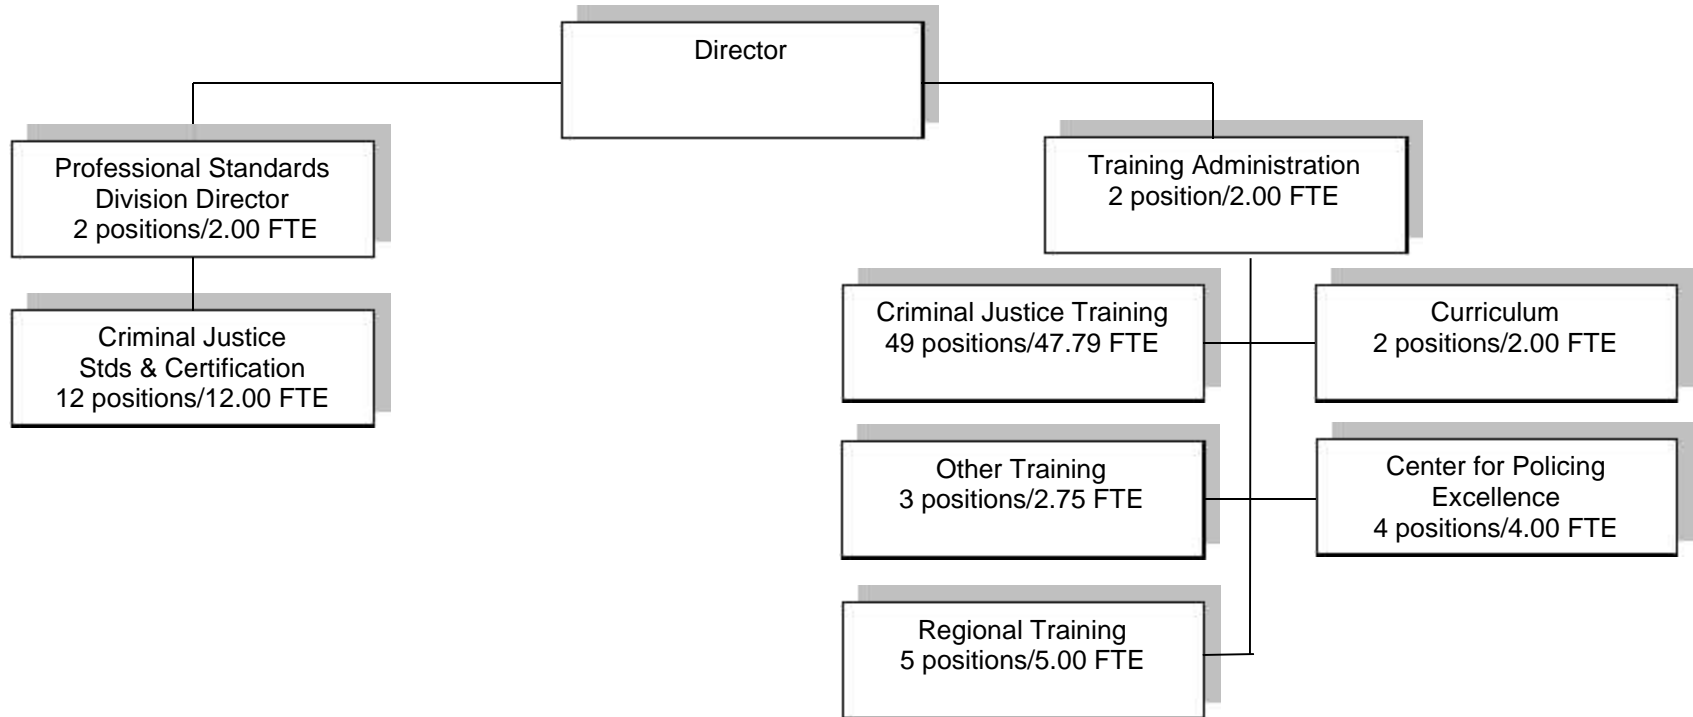 Director
Professional Standards
Division Director
2 positions/2.00 FTE
Training Administration
2 position/2.00 FTE
Criminal Justice
Stds & Certification
12 positions/12.00 FTE
Criminal Justice Training
49 positions/47.79 FTE
Curriculum
2 positions/2.00 FTE
Other Training
3 positions/2.75 FTE
Center for Policing
Excellence
4 positions/4.00 FTE
Regional Training
5 positions/5.00 FTE